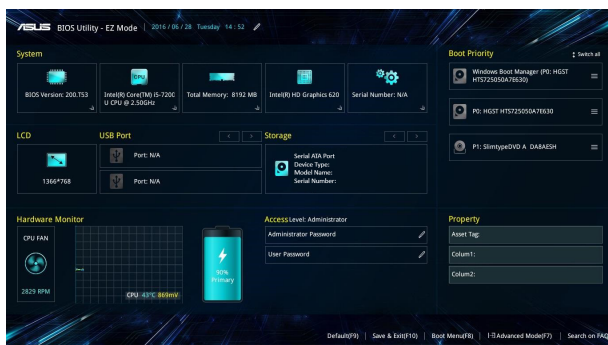 ASUS BIOS Utility - EZ Mode 2016 / 06 / 28 Tuesday 14 : 52
System
BIOS Version: 200.T53
CPU
Intel(R) Core(TM) i5-7200
U CPU @ 2.50GHz
Total Memory: 8192 MB
Intel(R) HD Graphics 620
Serial Number: N/A
Boot Priority
Switch all
Windows Boot Manager (P0: HGST
HTS725050A7E630)
P0: HGST HTS725050A7E630
P1: SlimtypeDVD A DA8AESH
LCD
1366*768
USB Port
Port: N/A
Port: N/A
Storage
Serial ATA Port
Device Type:
Model Name:
Serial Number:
Hardware Monitor
CPU FAN
2829 RPM
CPU 43°C 869mV
90%
Primary
Access Level: Administrator
Administrator Password
User Password
Property
Asset Tag:
Colum1:
Colum2:
Default(F9) Save & Exit(F10) Boot Menu(F8) Advanced Mode(F7) Search on FAQ